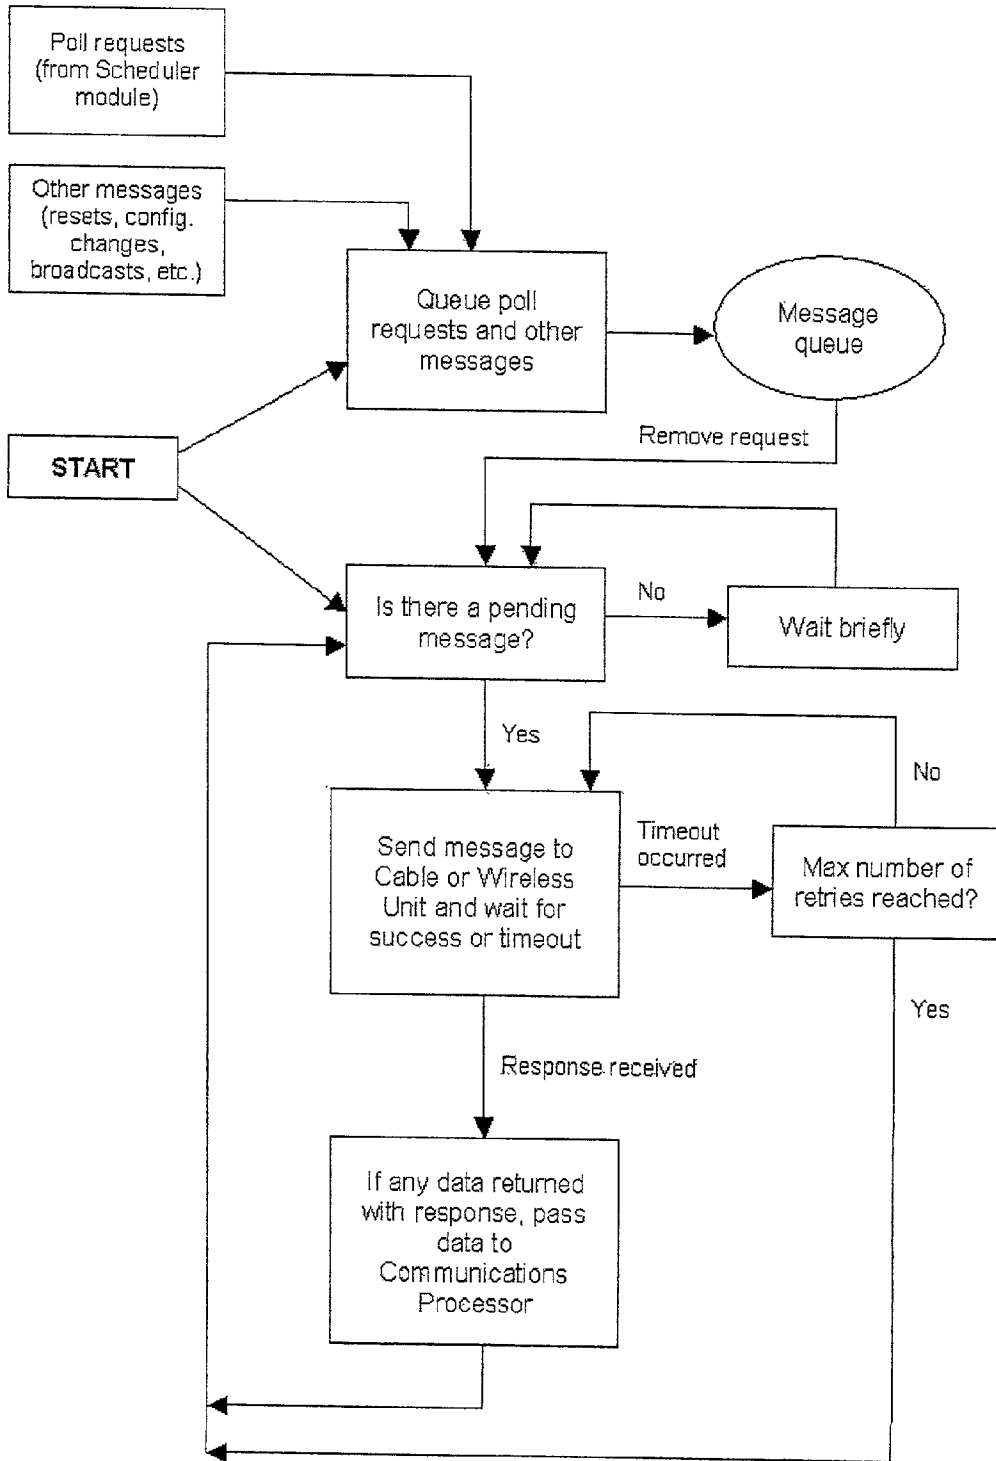 Poll requests
(from Scheduler
module)
Other messages
(resets, config.
changes,
broadcasts, etc.)
Queue poll
requests and other
messages
Message
queue
Remove request
START
Is there a pending
message?
No
Wait briefly
Yes
No
Send message to
Cable or Wireless
Unit and wait for
success or timeout
Timeout
occurred
Max number of
retries reached?
Yes
Response received
If any data returned
with response, pass
data to
Communications
Processor